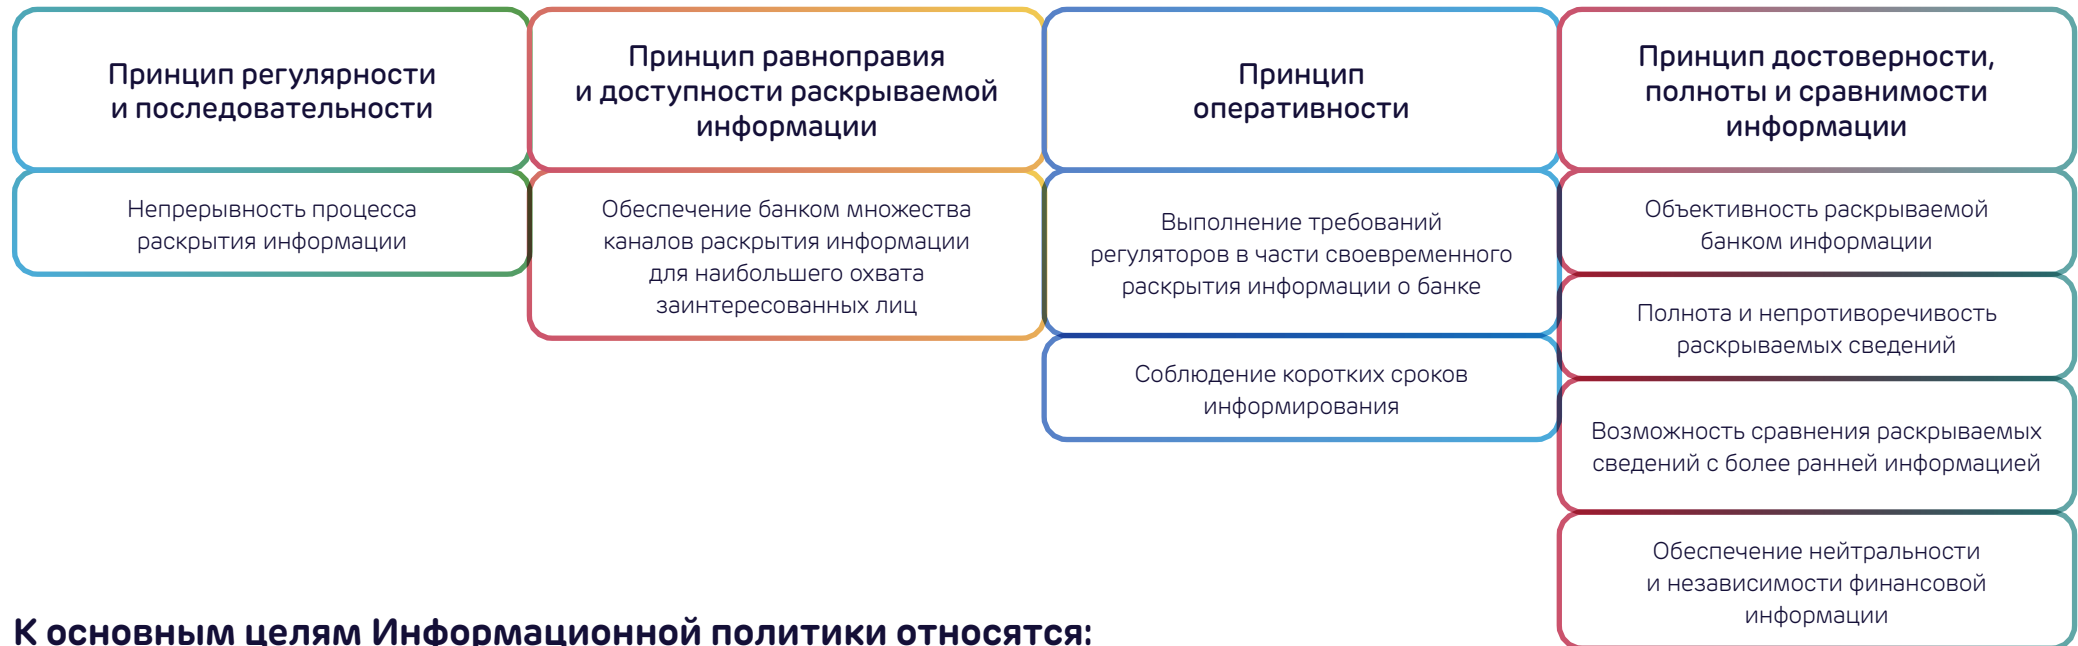 Принцип регулярности
и последовательности
Непрерывность процесса
раскрытия информации
Принцип равноправия
и доступности раскрываемой
информации
Обеспечение банком множества
каналов раскрытия информации
для наибольшего охвата
заинтересованных лиц
Принцип
оперативности
Выполнение требований
регуляторов в части своевременного
раскрытия информации о банке
Соблюдение коротких сроков
информирования
Принцип достоверности,
полноты и сравнимости
информации
Объективность раскрываемой
банком информации
Полнота и непротиворечивость
раскрываемых сведений
Возможность сравнения раскрываемых
сведений с более ранней информацией
Обеспечение нейтральности
и независимости финансовой
информации
К основным целям Информационной политики относятся: